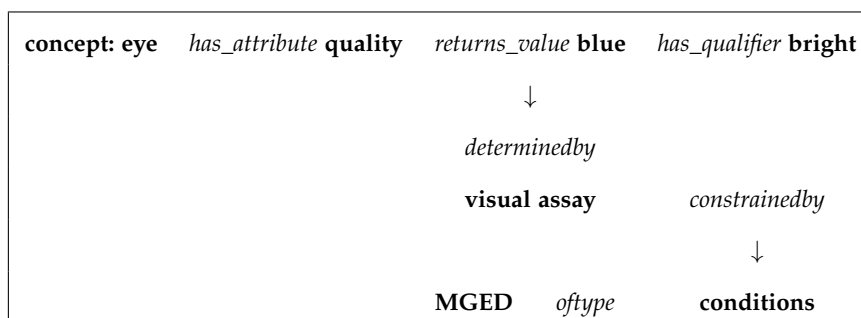 concept: eye has_attribute quality returns_value blue has_qualifier bright
↓
determinedby
visual assay constrainedby
↓
MGED oftype conditions